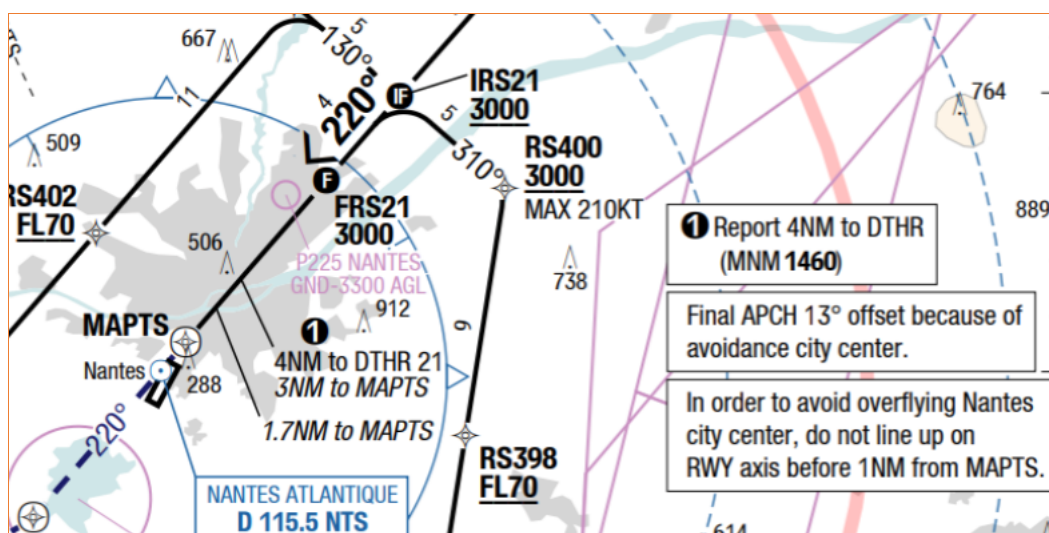 667
5
130°
11
4
220°
IF
IRS21
3000
5
310°
RS400
3000
MAX 210KT
764
509
RS402
FL70
F
FRS21
3000
506
P225 NANTES
GND-3300 AGL
738
889
1 Report 4NM to DTHR
(MNM 1460)
Final APCH 13° offset because of
avoidance city center.
In order to avoid overflying Nantes
city center, do not line up on
RWY axis before 1NM from MAPTS.
MAPTS
Nantes
288
1
912
4NM to DTHR 21
3NM to MAPTS
1.7NM to MAPTS
9
220°
RS398
FL70
NANTES ATLANTIQUE
D 115.5 NTS
614